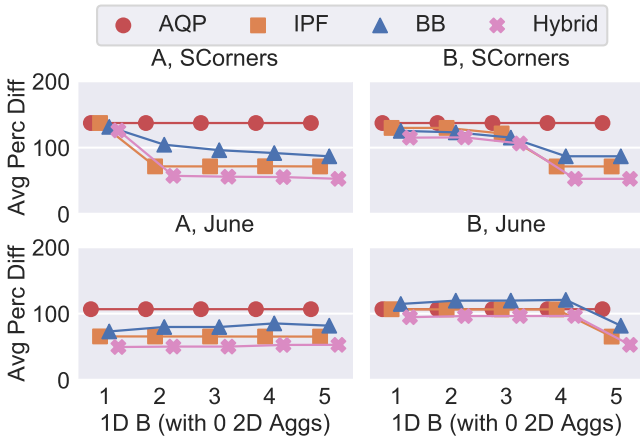 AQP IPF BB Hybrid
A, SCorners B, SCorners
200
100
0
Avg Perc Diff
A, June B, June
200
100
0
Avg Perc Diff
1 2 3 4 5 1 2 3 4 5
1D B (with 0 2D Aggs) 1D B (with 0 2D Aggs)